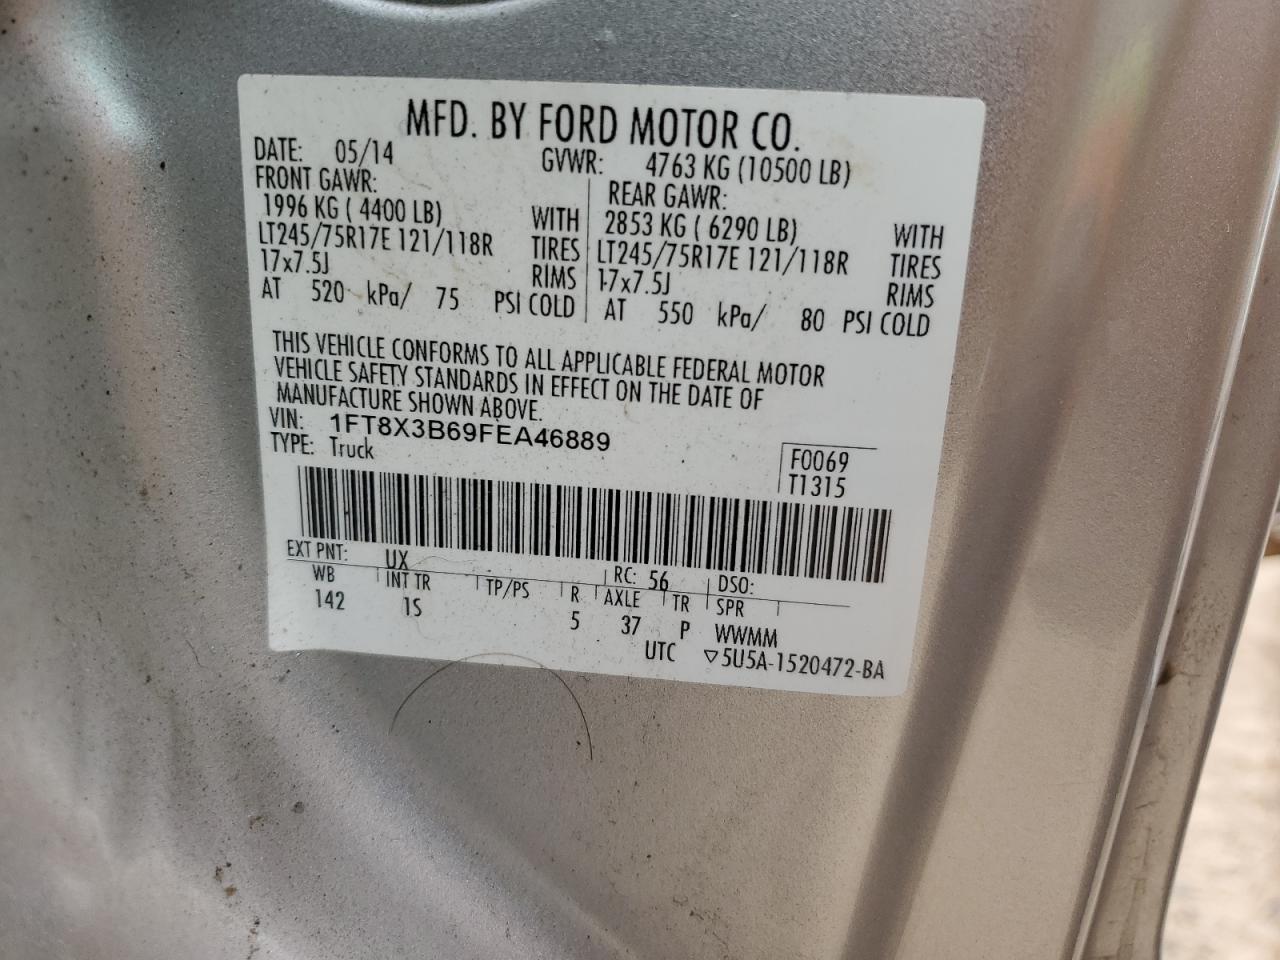 MFD. BY FORD MOTOR CO.
DATE: 05/14 GVWR: 4763 KG (10500 LB)
FRONT GAWR: REAR GAWR:
1996 KG ( 4400 LB) WITH 2853 KG ( 6290 LB) WITH
LT245/75R17E 121/118R TIRES LT245/75R17E 121/118R TIRES
17x7.5J RIMS 17x7.5J RIMS
AT 520 kPa/ 75 PSI COLD AT 550 kPa/ 80 PSI COLD
THIS VEHICLE CONFORMS TO ALL APPLICABLE FEDERAL MOTOR
VEHICLE SAFETY STANDARDS IN EFFECT ON THE DATE OF
MANUFACTURE SHOWN ABOVE.
VIN: 1FT8X3B69FEA46889
TYPE: Truck
F0069
T1315
EXT PNT: UX RC: 56 DSO:
WB INT TR TP/PS R AXLE TR SPR
142 1S 5 37 P WWMM
UTC ▽5U5A-1520472-BA